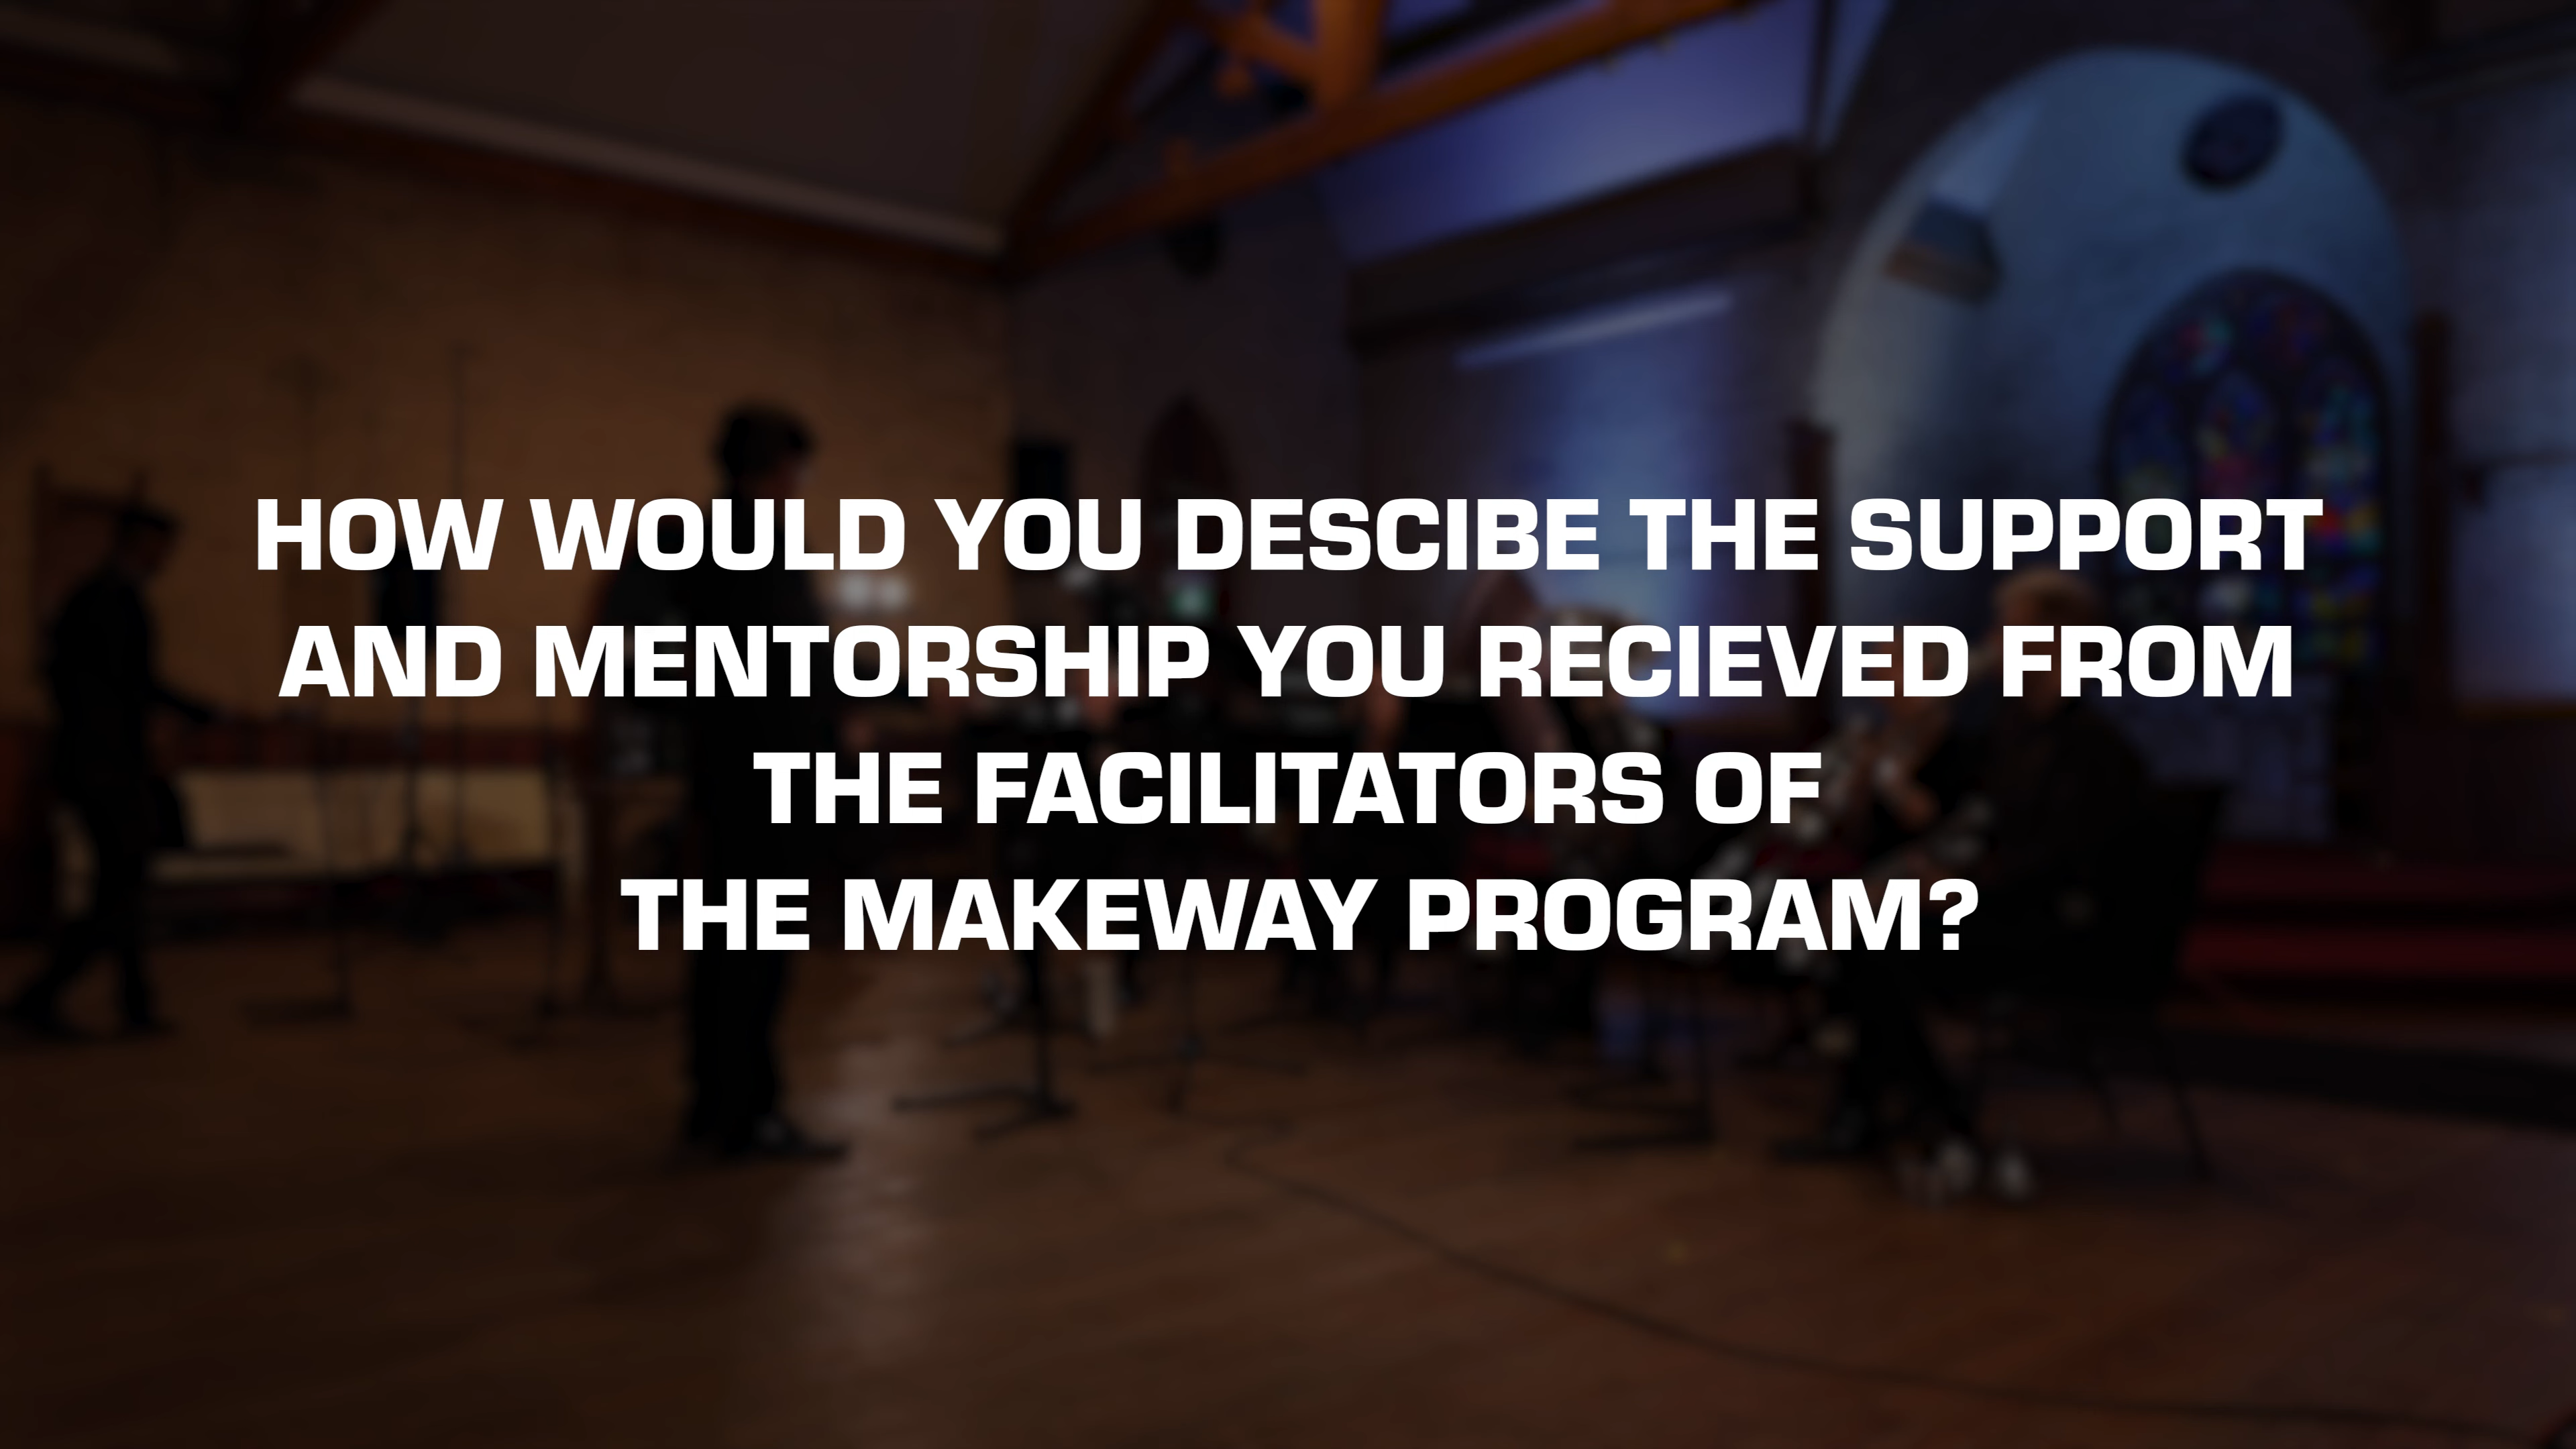 HOW WOULD YOU DESCIBE THE SUPPORT
AND MENTORSHIP YOU RECIEVED FROM
THE FACILITATORS OF
THE MAKEWAY PROGRAM?